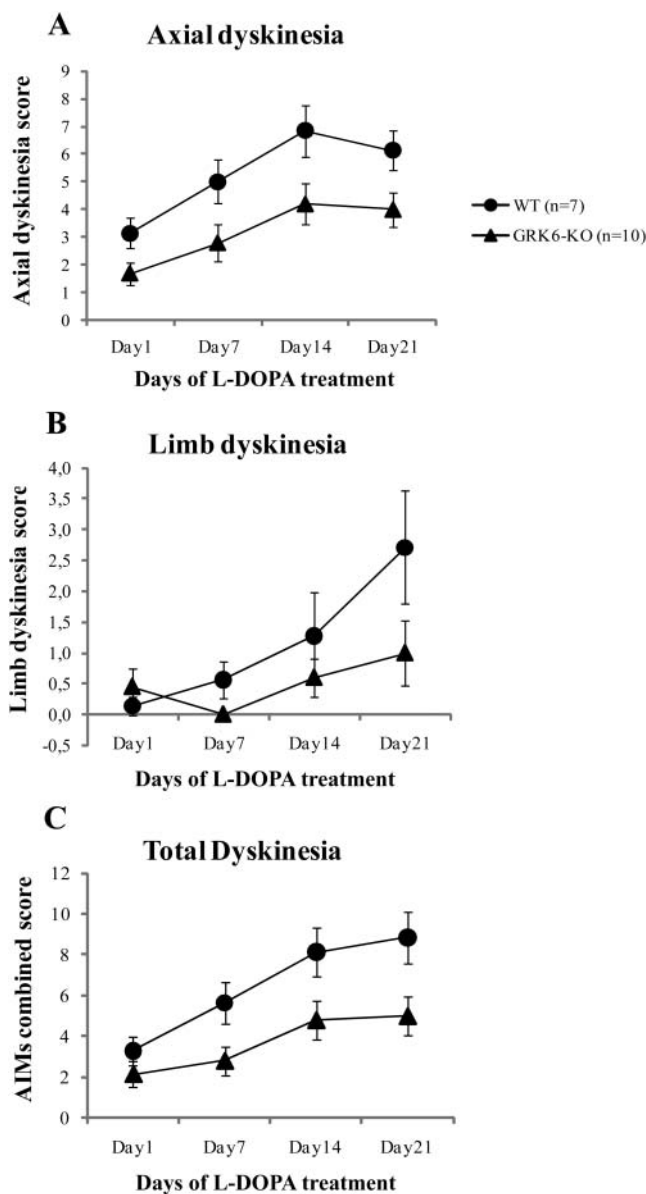 A
Axial dyskinesia
Axial dyskinesia score
9
8
7
6
5
4
3
2
1
0
Day1 Day7 Day14 Day21
Days of L-DOPA treatment
WT (n=7)
GRK6-KO (n=10)
B
Limb dyskinesia
Limb dyskinesia score
4,0
3,5
3,0
2,5
2,0
1,5
1,0
0,5
0,0
-0,5
Day1 Day7 Day14 Day21
Days of L-DOPA treatment
C
Total Dyskinesia
AIMs combined score
12
10
8
6
4
2
0
Day1 Day7 Day14 Day21
Days of L-DOPA treatment